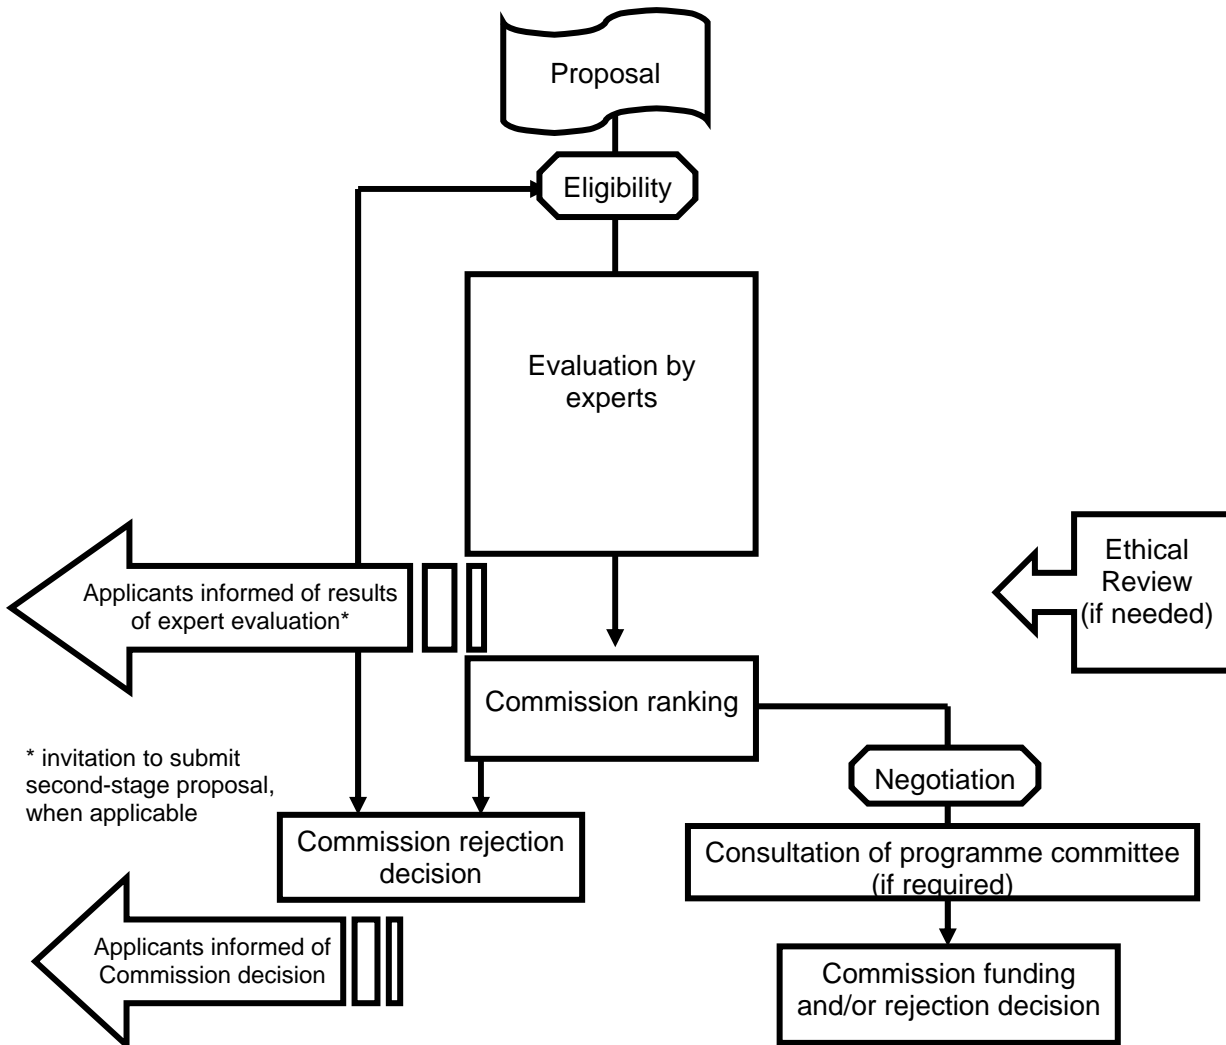 Proposal
Eligibility
Evaluation by
experts
Ethical
Review
(if needed)
Applicants informed of results
of expert evaluation*
Commission ranking
* invitation to submit
second-stage proposal,
when applicable
Negotiation
Commission rejection
decision
Consultation of programme committee
(if required)
Applicants informed of
Commission decision
Commission funding
and/or rejection decision